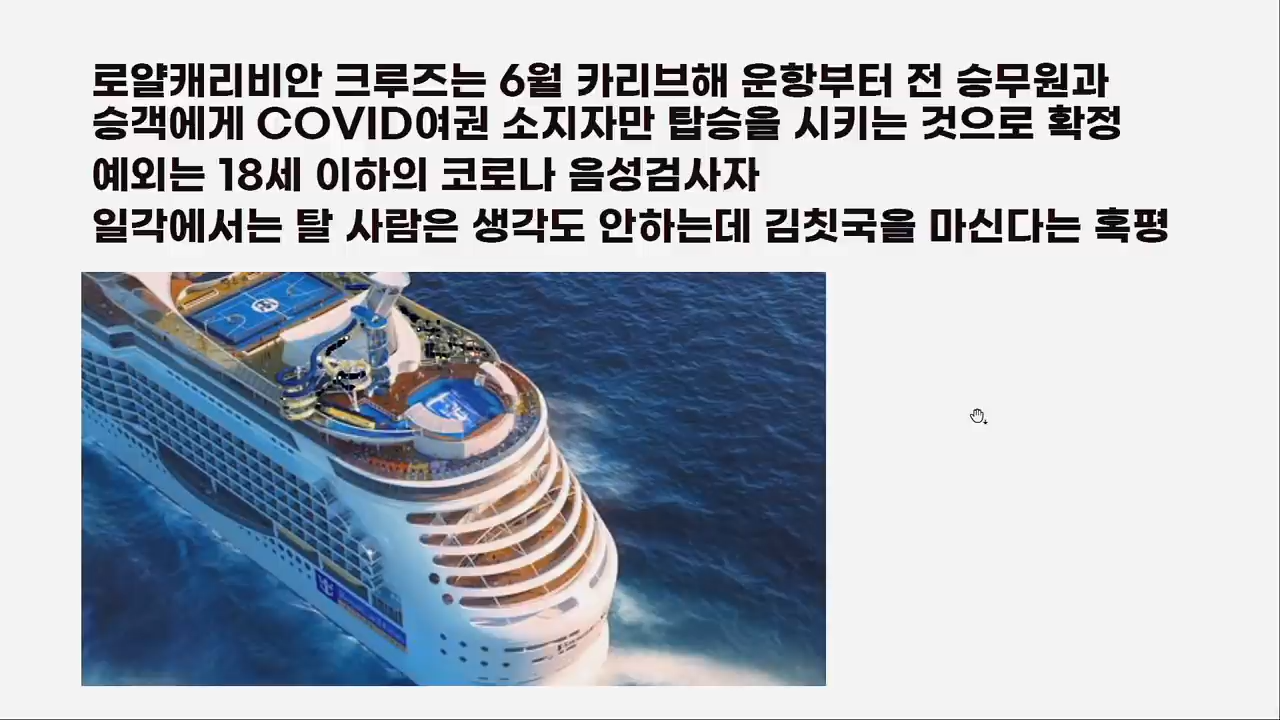 로얄캐리비안 크루즈는 6월 카리브해 운항부터 전 승무원과
승객에게 COVID여권 소지자만 탑승을 시키는 것으로 확정
예외는 18세 이하의 코로나 음성검사자
일각에서는 탈 사람은 생각도 안하는데 김칫국을 마신다는 혹평